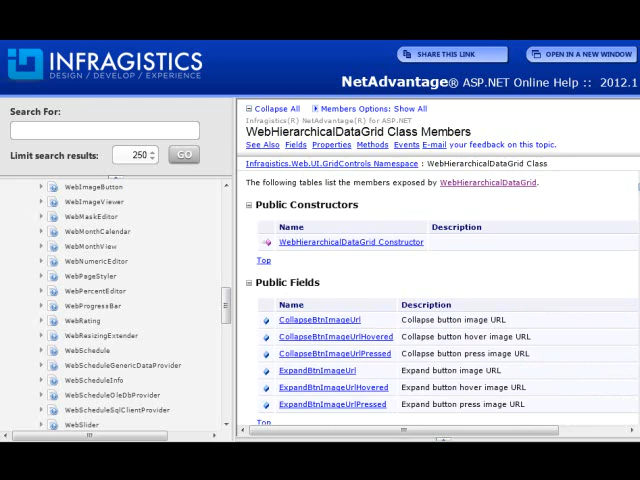 INFRAGISTICS
DESIGN / DEVELOP / EXPERIENCE
SHARE THIS LINK
OPEN IN A NEW WINDOW
NetAdvantage® ASP.NET Online Help :: 2012.1
Search For:
Limit search results: 250 GO
WebImageButton
WebImageViewer
WebMaskEditor
WebMonthCalendar
WebMonthView
WebNumericEditor
WebPageStyler
WebPercentEditor
WebProgressBar
WebRating
WebResizingExtender
WebSchedule
WebScheduleGenericDataProvider
WebScheduleInfo
WebScheduleOleDbProvider
WebScheduleSqlClientProvider
WebSlider
Collapse All Members Options: Show All
Infragistics(R) NetAdvantage(R) for ASP.NET
WebHierarchicalDataGrid Class Members
See Also Fields Properties Methods Events E-mail your feedback on this topic.
Infragistics.Web.UI.GridControls Namespace : WebHierarchicalDataGrid Class
The following tables list the members exposed by WebHierarchicalDataGrid.
Public Constructors
Name Description
WebHierarchicalDataGrid Constructor
Top
Public Fields
Name Description
CollapseBtnImageUrl Collapse button image URL
CollapseBtnImageUrlHovered Collapse button hover image URL
CollapseBtnImageUrlPressed Collapse button press image URL
ExpandBtnImageUrl Expand button image URL
ExpandBtnImageUrlHovered Expand button hover image URL
ExpandBtnImageUrlPressed Expand button press image URL
Top